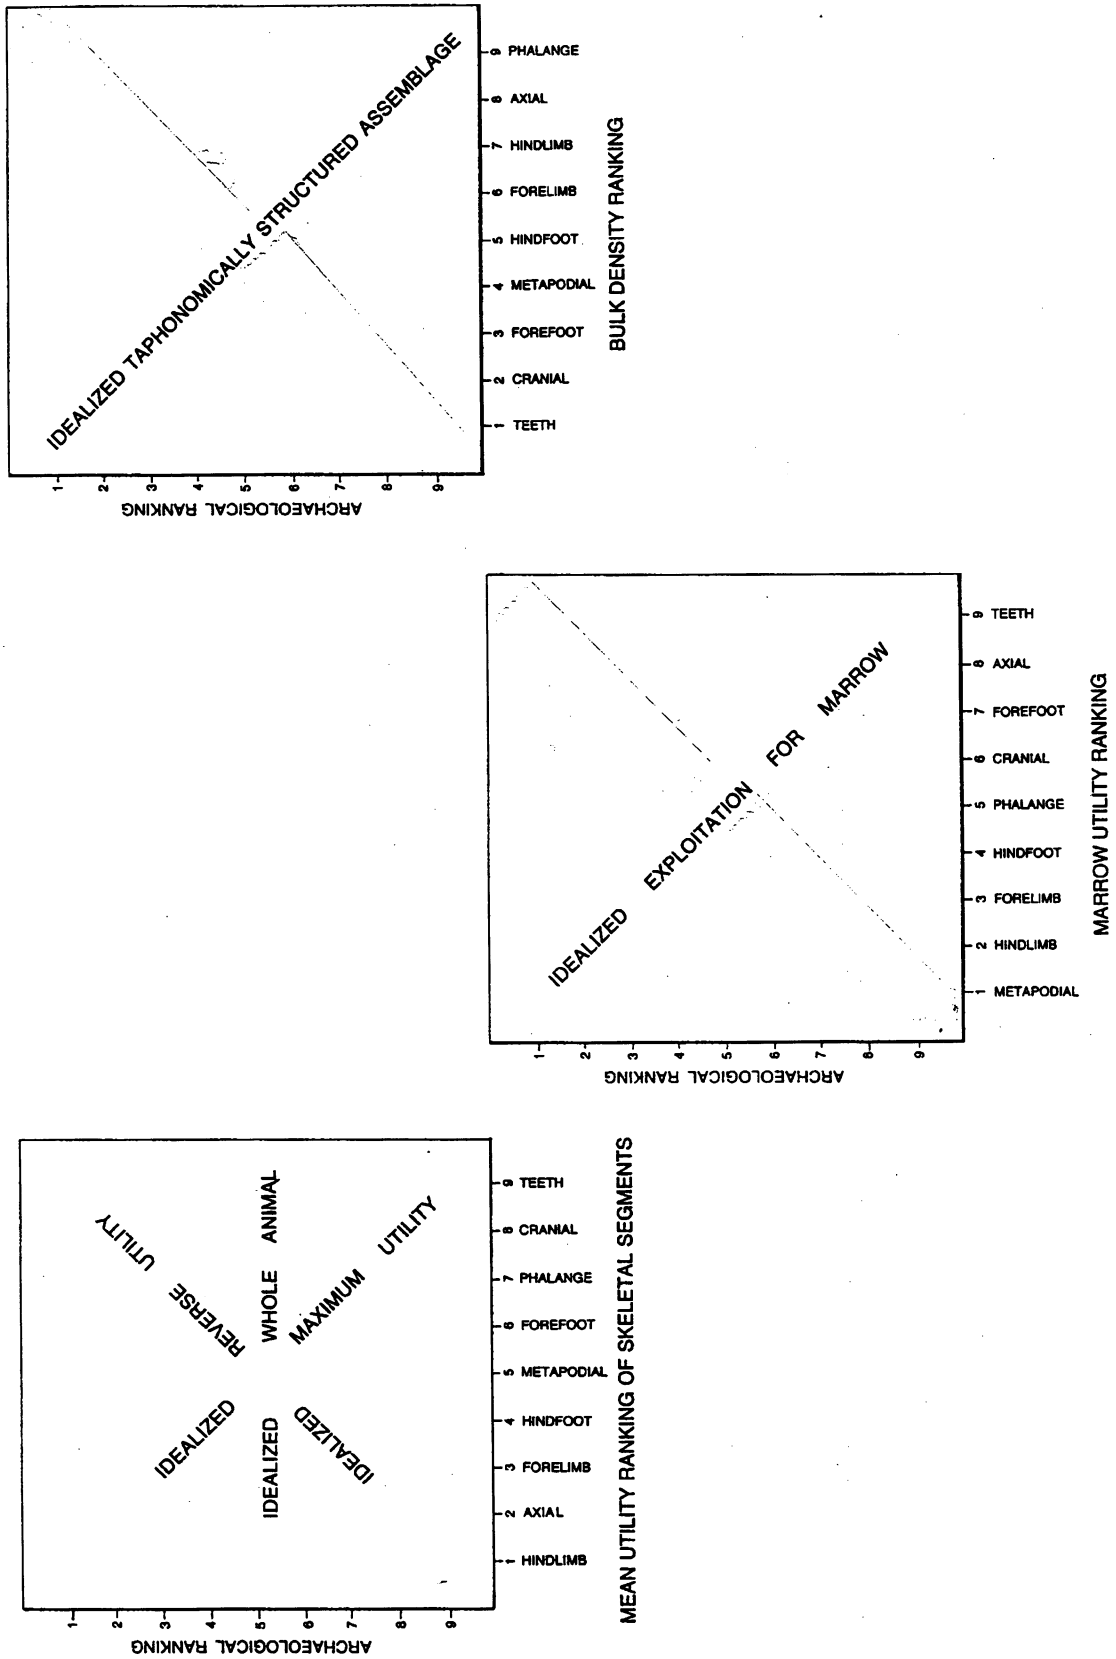 ARCHAEOLOGICAL RANKING
1
2
3
4
5
6
7
8
9
IDEALIZED REVERSE UTILITY
IDEALIZED WHOLE ANIMAL
IDEALIZED MAXIMUM UTILITY
1 HINDLIMB
2 AXIAL
3 FORELIMB
4 HINDFOOT
5 METAPODIAL
6 FOREFOOT
7 PHALANGE
8 CRANIAL
9 TEETH
MEAN UTILITY RANKING OF SKELETAL SEGMENTS
ARCHAEOLOGICAL RANKING
1
2
3
4
5
6
7
8
9
IDEALIZED EXPLOITATION FOR MARROW
1 METAPODIAL
2 HINDLIMB
3 FORELIMB
4 HINDFOOT
5 PHALANGE
6 CRANIAL
7 FOREFOOT
8 AXIAL
9 TEETH
MARROW UTILITY RANKING
ARCHAEOLOGICAL RANKING
1
2
3
4
5
6
7
8
9
IDEALIZED TAPHONOMICALLY STRUCTURED ASSEMBLAGE
1 TEETH
2 CRANIAL
3 FOREFOOT
4 METAPODIAL
5 HINDFOOT
6 FORELIMB
7 HINDLIMB
8 AXIAL
9 PHALANGE
BULK DENSITY RANKING